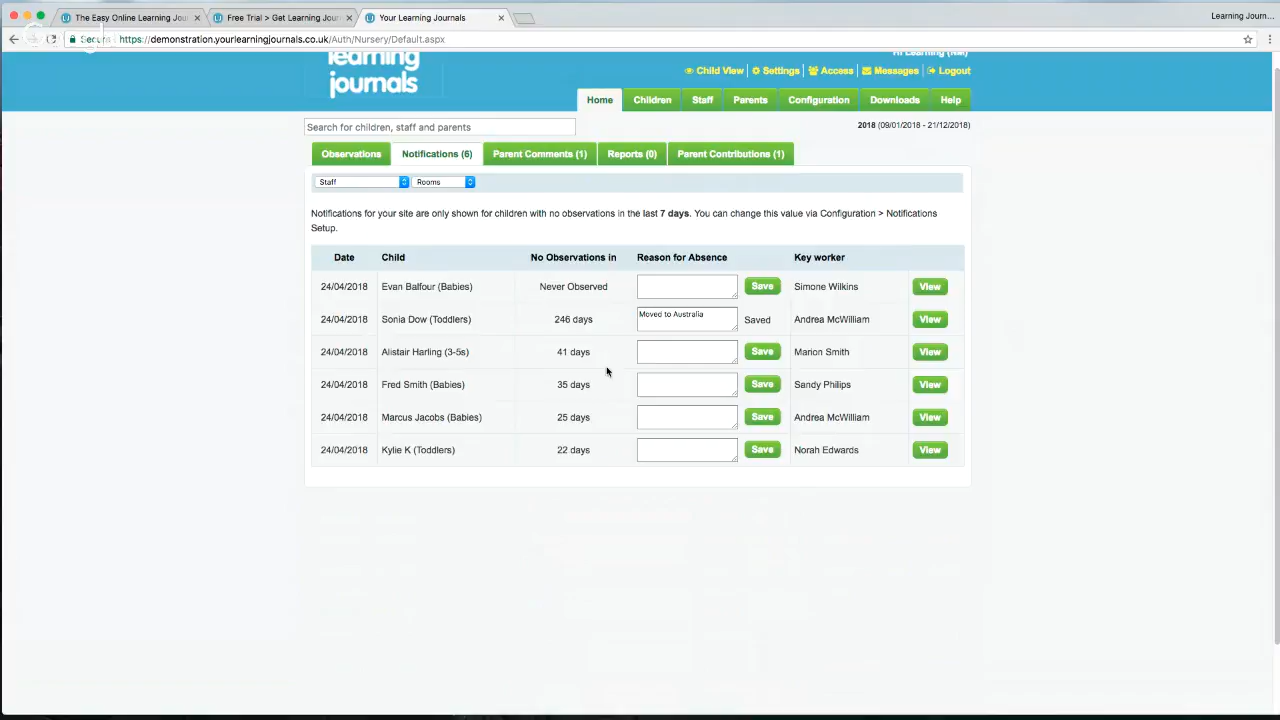 The Easy Online Learning Jou
Free Trial > Get Learning Jour
Your Learning Journals
Learning Journ...
Secure
https://demonstration.yourlearningjournals.co.uk/Auth/Nursery/Default.aspx
Hi Learning (NM)
learning
journals
Child View
Settings
Access
Messages
Logout
Home
Children
Staff
Parents
Configuration
Downloads
Help
Search for children, staff and parents
2018 (09/01/2018 - 21/12/2018)
Observations
Notifications (6)
Parent Comments (1)
Reports (0)
Parent Contributions (1)
Staff
Rooms
Notifications for your site are only shown for children with no observations in the last 7 days. You can change this value via Configuration > Notifications
Setup.
Date Child No Observations in Reason for Absence Key worker
24/04/2018 Evan Balfour (Babies) Never Observed Save Simone Wilkins View
24/04/2018 Sonia Dow (Toddlers) 246 days Moved to Australia Saved Andrea McWilliam View
24/04/2018 Alistair Harling (3-5s) 41 days Save Marion Smith View
24/04/2018 Fred Smith (Babies) 35 days Save Sandy Philips View
24/04/2018 Marcus Jacobs (Babies) 25 days Save Andrea McWilliam View
24/04/2018 Kylie K (Toddlers) 22 days Save Norah Edwards View